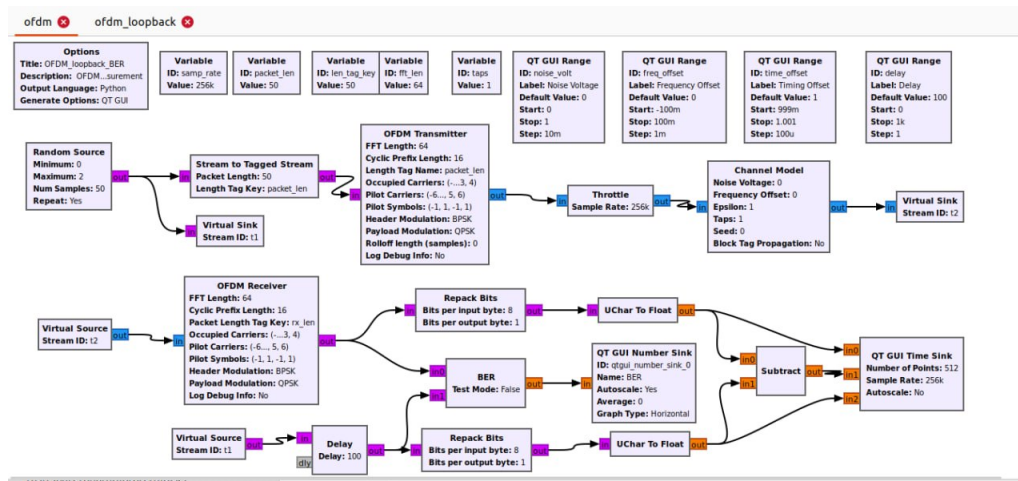 ofdm
ofdm_loopback
Options
Title: OFDM_loopback_BER
Description: OFDM...surement
Output Language: Python
Generate Options: QT GUI
Variable
ID: samp_rate
Value: 256k
Variable
ID: packet_len
Value: 50
Variable
ID: len_tag_key
Value: 50
Variable
ID: fft_len
Value: 64
Variable
ID: taps
Value: 1
QT GUI Range
ID: noise_volt
Label: Noise Voltage
Default Value: 0
Start: 0
Stop: 1
Step: 10m
QT GUI Range
ID: freq_offset
Label: Frequency Offset
Default Value: 0
Start: -100m
Stop: 100m
Step: 1m
QT GUI Range
ID: time_offset
Label: Timing Offset
Default Value: 1
Start: 999m
Stop: 1.001
Step: 100u
QT GUI Range
ID: delay
Label: Delay
Default Value: 100
Start: 0
Stop: 1k
Step: 1
Random Source
Minimum: 0
Maximum: 2
Num Samples: 50
Repeat: Yes
out
in
Stream to Tagged Stream
Packet Length: 50
Length Tag Key: packet_len
out
in
Virtual Sink
Stream ID: t1
in
OFDM Transmitter
FFT Length: 64
Cyclic Prefix Length: 16
Length Tag Name: packet_len
Occupied Carriers: (-...3, 4)
Pilot Carriers: (-6..., 5, 6)
Pilot Symbols: (-1, 1, -1, 1)
Header Modulation: BPSK
Payload Modulation: QPSK
Rolloff length (samples): 0
Log Debug Info: No
out
in
Throttle
Sample Rate: 256k
out
in
Channel Model
Noise Voltage: 0
Frequency Offset: 0
Epsilon: 1
Taps: 1
Seed: 0
Block Tag Propagation: No
out
in
Virtual Sink
Stream ID: t2
Virtual Source
Stream ID: t2
out
in
OFDM Receiver
FFT Length: 64
Cyclic Prefix Length: 16
Packet Length Tag Key: rx_len
Occupied Carriers: (-...3, 4)
Pilot Carriers: (-6..., 5, 6)
Pilot Symbols: (-1, 1, -1, 1)
Header Modulation: BPSK
Payload Modulation: QPSK
Log Debug Info: No
out
in
Repack Bits
Bits per input byte: 8
Bits per output byte: 1
out
in
UChar To Float
out
in0
in1
BER
Test Mode: False
out
in
QT GUI Number Sink
ID: qtgui_number_sink_0
Name: BER
Autoscale: Yes
Average: 0
Graph Type: Horizontal
in0
in1
Subtract
out
in0
in1
in2
QT GUI Time Sink
Number of Points: 512
Sample Rate: 256k
Autoscale: No
Virtual Source
Stream ID: t1
out
in
dly
Delay
Delay: 100
out
in
Repack Bits
Bits per input byte: 8
Bits per output byte: 1
out
in
UChar To Float
out